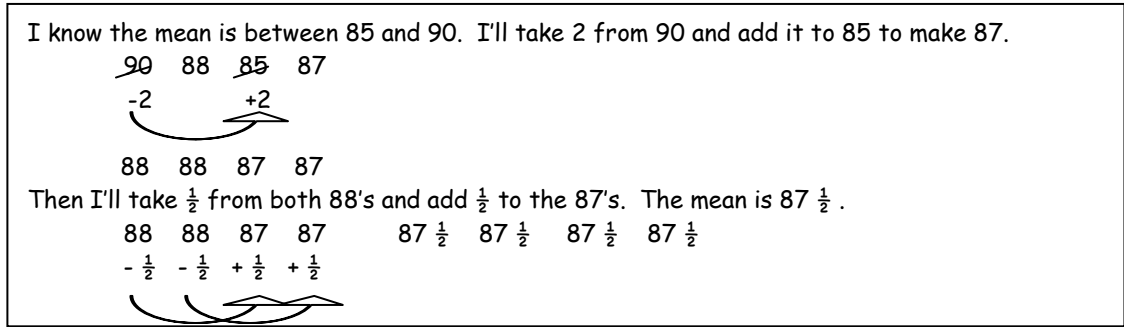 I know the mean is between 85 and 90. I'll take 2 from 90 and add it to 85 to make 87.
90 88 85 87
-2 +2
88 88 87 87
Then I'll take ½ from both 88's and add ½ to the 87's. The mean is 87 ½ .
88 88 87 87 87 ½ 87 ½ 87 ½ 87 ½
- ½ - ½ + ½ + ½